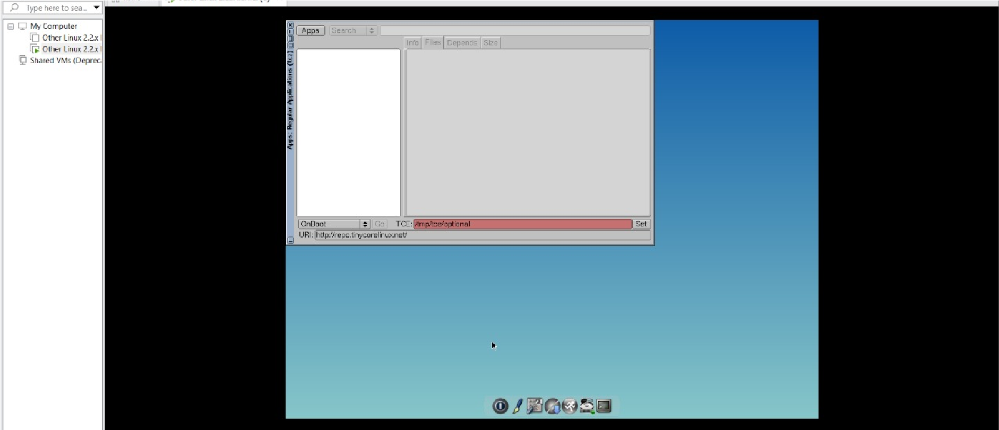 Type here to sea...
My Computer
Other Linux 2.2.x
Other Linux 2.2.x
Shared VMs (Deprec
Apps: Regular Applications (tcz)
Apps
Search
Info
Files
Depends
Size
OnBoot
Go
TCE:
/tmp/tce/optional
Set
URI:
http://repo.tinycorelinux.net/